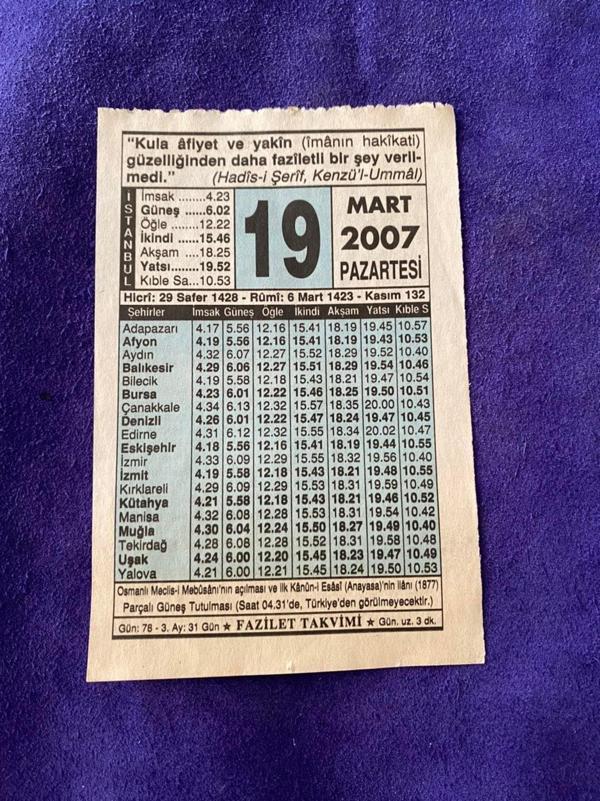 “Kula âfiyet ve yakîn (îmânın hakîkati)
güzelliğinden daha fazîletli bir şey veril-
medi.” (Hadîs-i Şerîf, Kenzü'l-Ummâl)
İSTANBUL
İmsak ........4.23
Güneş ......6.02
Öğle ........12.22
İkindi ......15.46
Akşam ....18.25
Yatsı........19.52
Kıble Sa...10.53
19
MART
2007
PAZARTESİ
Hicrî: 29 Safer 1428 - Rûmî: 6 Mart 1423 - Kasım 132
Şehirler İmsak Güneş Öğle İkindi Akşam Yatsı Kıble S
Adapazarı 4.17 5.56 12.16 15.41 18.19 19.45 10.57
Afyon 4.19 5.56 12.16 15.41 18.19 19.43 10.53
Aydın 4.32 6.07 12.27 15.52 18.29 19.52 10.40
Balıkesir 4.29 6.06 12.27 15.51 18.29 19.54 10.46
Bilecik 4.19 5.58 12.18 15.43 18.21 19.47 10.54
Bursa 4.23 6.01 12.22 15.46 18.25 19.50 10.51
Çanakkale 4.34 6.13 12.32 15.57 18.35 20.00 10.43
Denizli 4.26 6.01 12.22 15.47 18.24 19.47 10.45
Edirne 4.31 6.12 12.32 15.55 18.34 20.02 10.47
Eskişehir 4.18 5.56 12.16 15.41 18.19 19.44 10.55
İzmir 4.33 6.09 12.29 15.55 18.32 19.56 10.40
İzmit 4.19 5.58 12.18 15.43 18.21 19.48 10.55
Kırklareli 4.29 6.09 12.29 15.53 18.31 19.59 10.49
Kütahya 4.21 5.58 12.18 15.43 18.21 19.46 10.52
Manisa 4.32 6.08 12.28 15.53 18.31 19.54 10.42
Muğla 4.30 6.04 12.24 15.50 18.27 19.49 10.40
Tekirdağ 4.28 6.08 12.28 15.52 18.31 19.58 10.48
Uşak 4.24 6.00 12.20 15.45 18.23 19.47 10.49
Yalova 4.21 6.00 12.21 15.45 18.24 19.50 10.53
Osmanlı Meclis-i Mebûsânı'nın açılması ve ilk Kânûn-i Esâsî (Anayasa)'nin ilânı (1877)
Parçalı Güneş Tutulması (Saat 04.31'de, Türkiye'den görülmeyecektir.)
Gün: 78 - 3. Ay: 31 Gün ★ FAZİLET TAKVİMİ ★ Gün. uz. 3 dk.